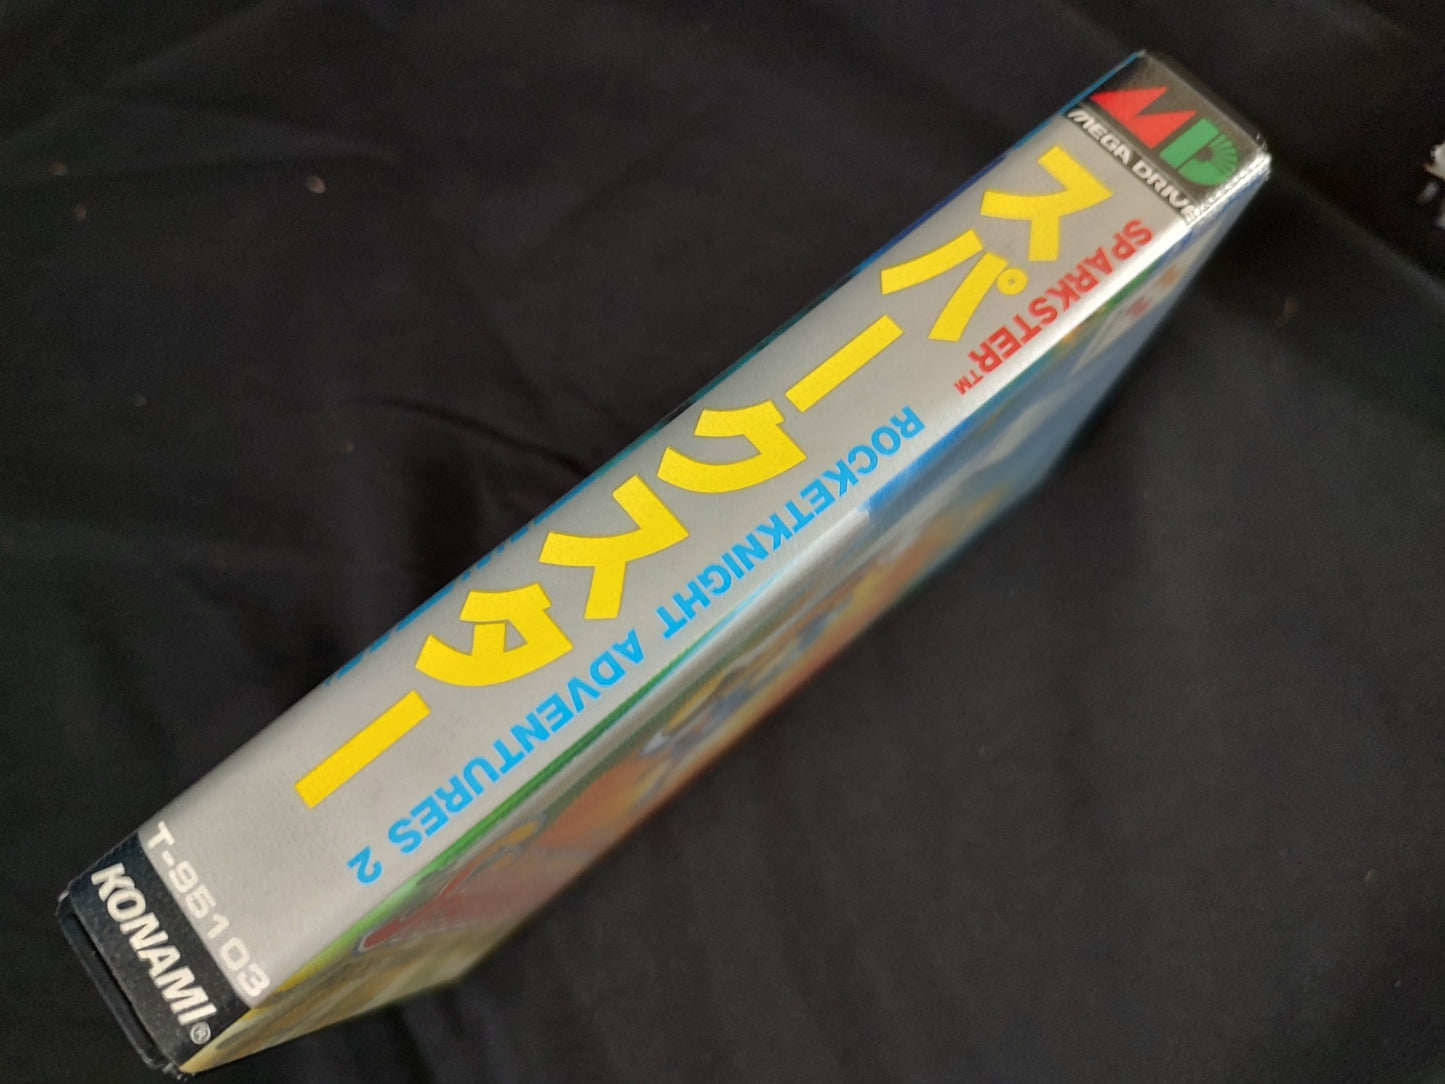 MD
MEGA DRIVE
スパークスター
SPARKSTER™
ROCKETKNIGHT ADVENTURES 2
T-95103
KONAMI®